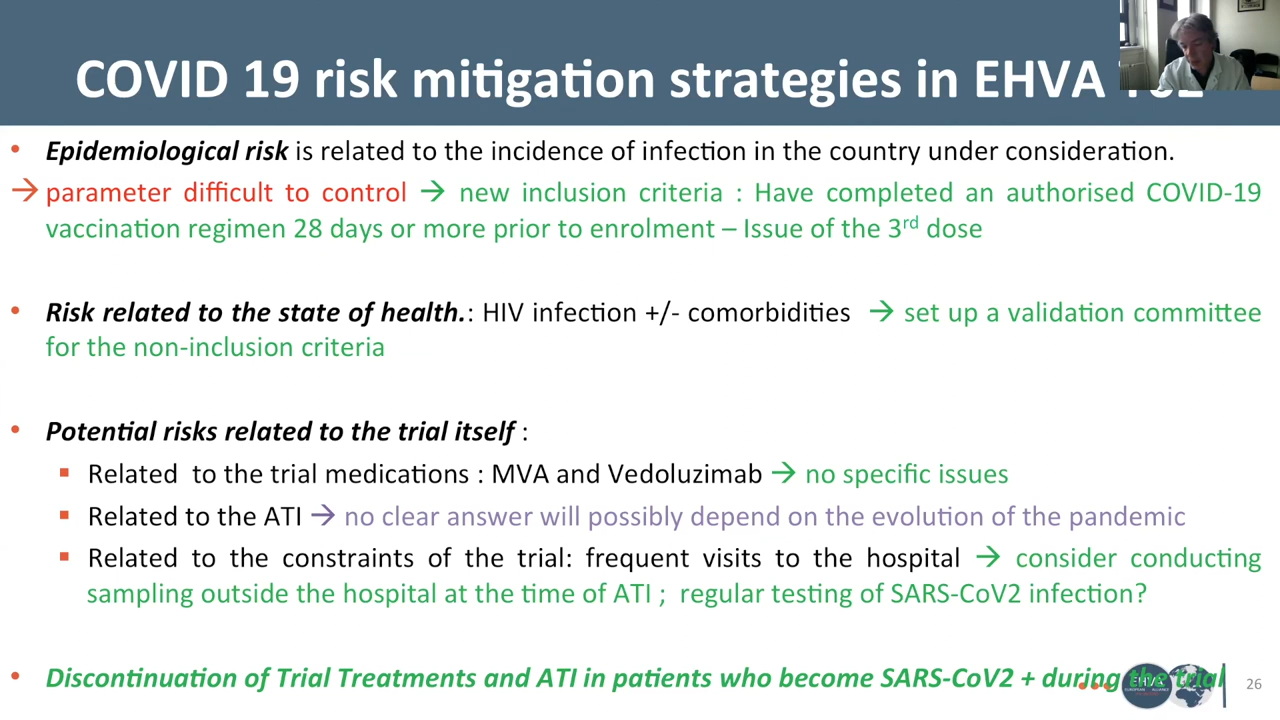 COVID 19 risk mitigation strategies in EHVA
• Epidemiological risk is related to the incidence of infection in the country under consideration.
→ parameter difficult to control → new inclusion criteria : Have completed an authorised COVID-19
vaccination regimen 28 days or more prior to enrolment – Issue of the 3rd dose
• Risk related to the state of health.: HIV infection +/- comorbidities → set up a validation committee
for the non-inclusion criteria
• Potential risks related to the trial itself :
▪ Related to the trial medications : MVA and Vedoluzimab → no specific issues
▪ Related to the ATI → no clear answer will possibly depend on the evolution of the pandemic
▪ Related to the constraints of the trial: frequent visits to the hospital → consider conducting
sampling outside the hospital at the time of ATI ; regular testing of SARS-CoV2 infection?
• Discontinuation of Trial Treatments and ATI in patients who become SARS-CoV2 + during the trial
EHVA
26